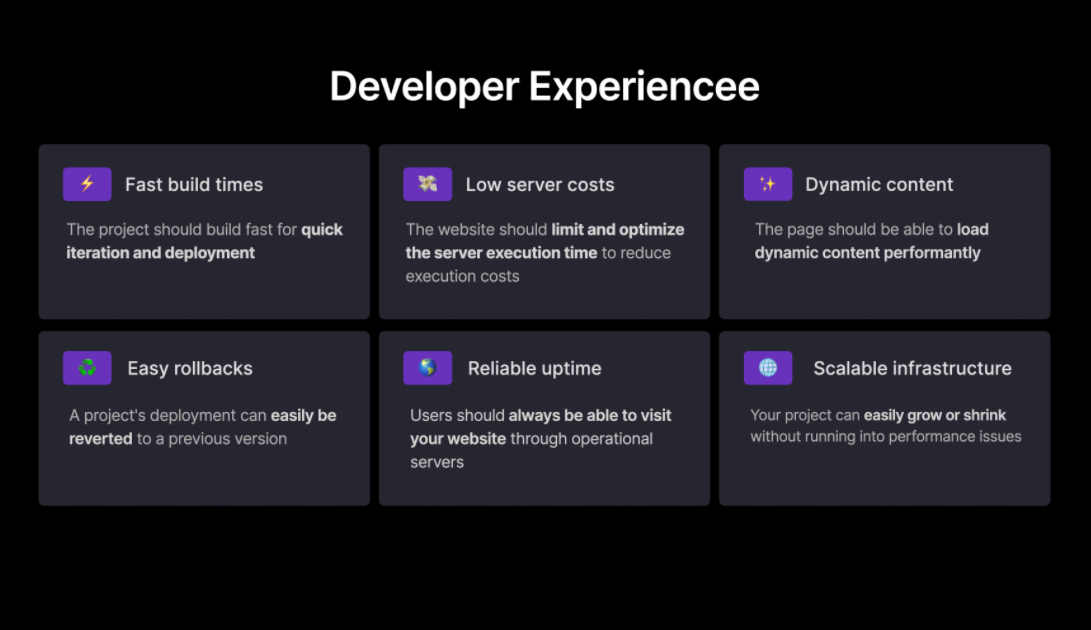 Developer Experiencee
Fast build times
The project should build fast for quick
iteration and deployment
Low server costs
The website should limit and optimize
the server execution time to reduce
execution costs
Dynamic content
The page should be able to load
dynamic content performantly
Easy rollbacks
A project's deployment can easily be
reverted to a previous version
Reliable uptime
Users should always be able to visit
your website through operational
servers
Scalable infrastructure
Your project can easily grow or shrink
without running into performance issues